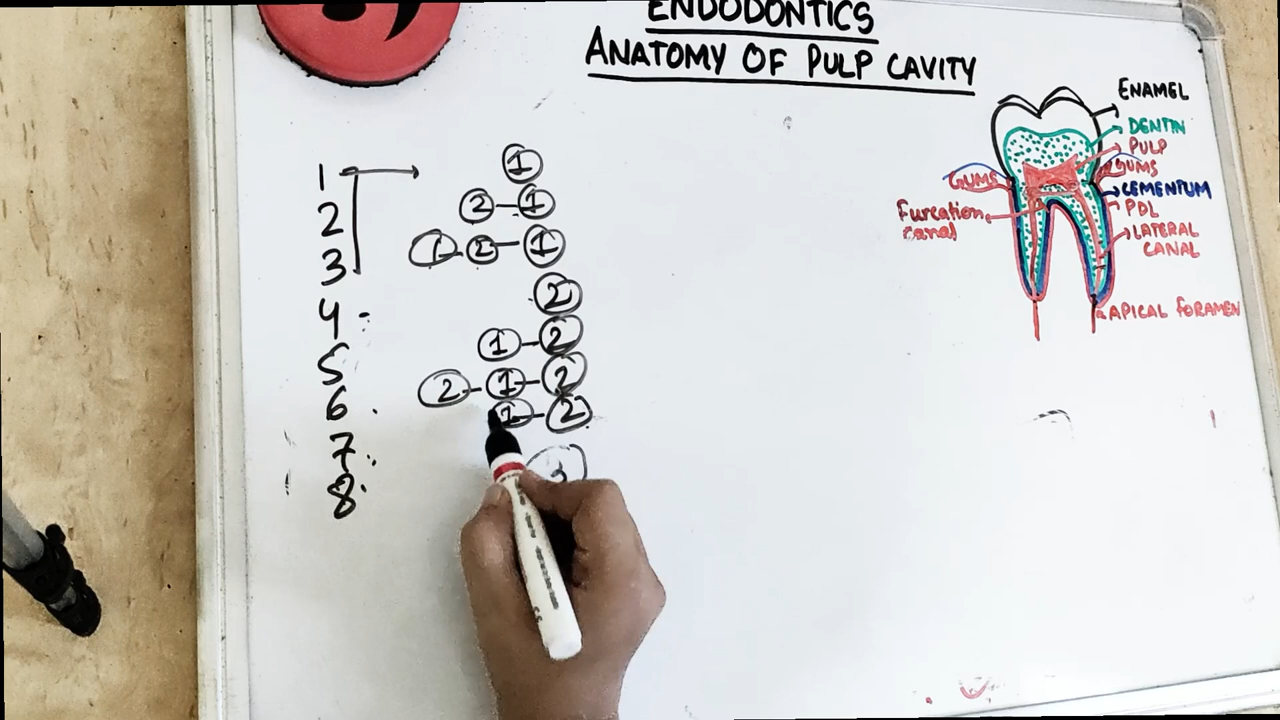 ENDODONTICS
ANATOMY OF PULP CAVITY
ENAMEL
DENTIN
PULP
GUMS
GUMS
CEMENTUM
PDL
Furcation
canal
LATERAL
CANAL
APICAL FORAMEN
1 → 1
2 2-1
3 1-2-1
4 2
5 1-2
6 2-1-2
7 1-2
8 3